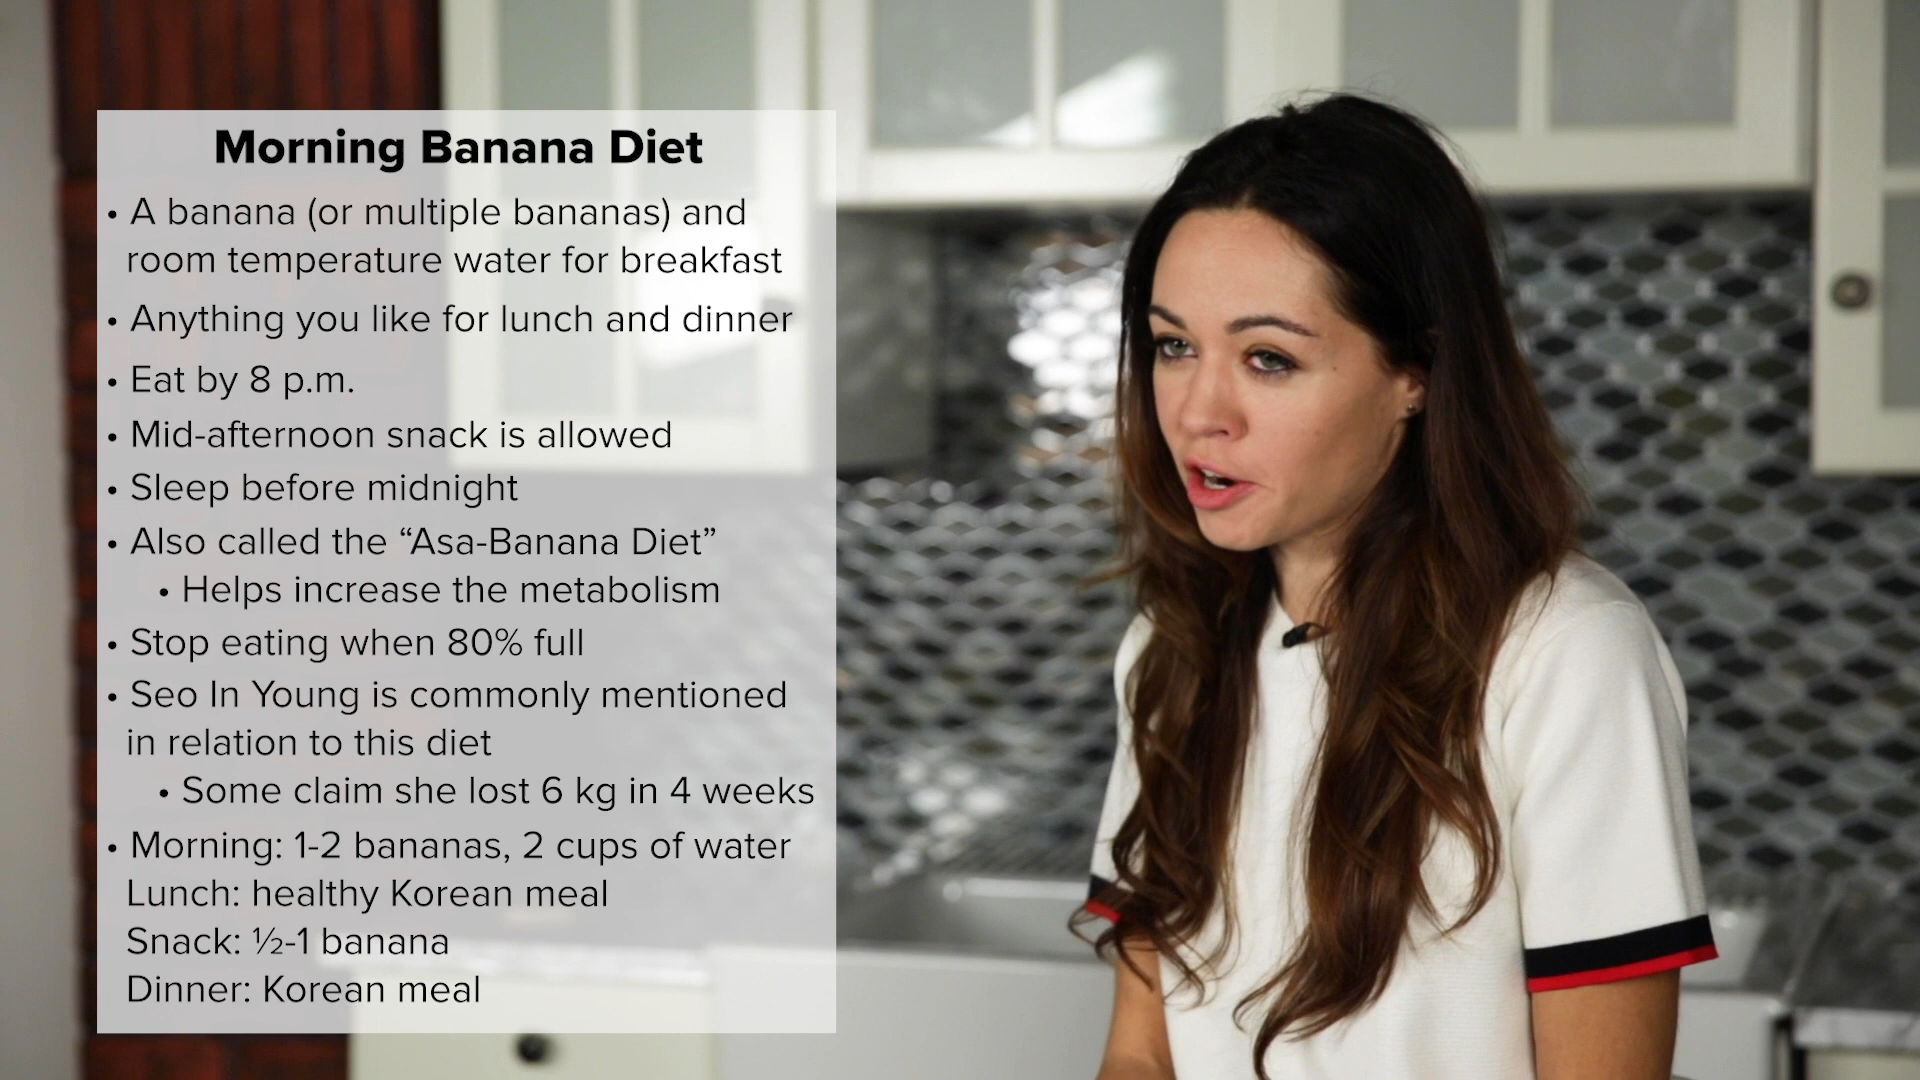 Morning Banana Diet
• A banana (or multiple bananas) and
room temperature water for breakfast
• Anything you like for lunch and dinner
• Eat by 8 p.m.
• Mid-afternoon snack is allowed
• Sleep before midnight
• Also called the “Asa-Banana Diet”
• Helps increase the metabolism
• Stop eating when 80% full
• Seo In Young is commonly mentioned
in relation to this diet
• Some claim she lost 6 kg in 4 weeks
• Morning: 1-2 bananas, 2 cups of water
Lunch: healthy Korean meal
Snack: ½-1 banana
Dinner: Korean meal